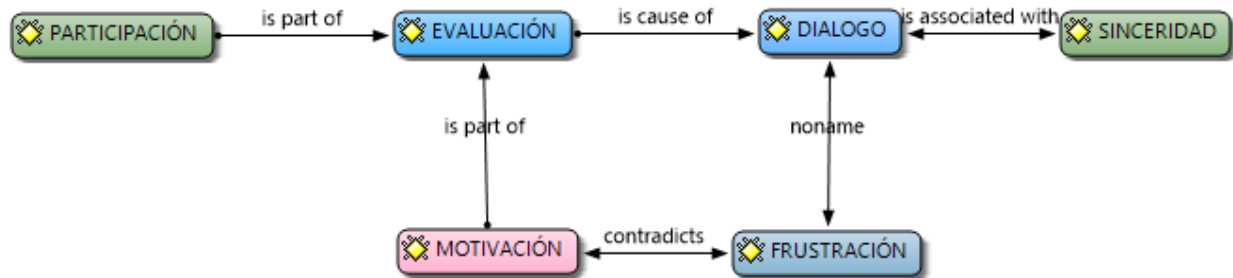 PARTICIPACIÓN
is part of
EVALUACIÓN
is cause of
DIALOGO
is associated with
SINCERIDAD
is part of
noname
MOTIVACIÓN
contradicts
FRUSTRACIÓN